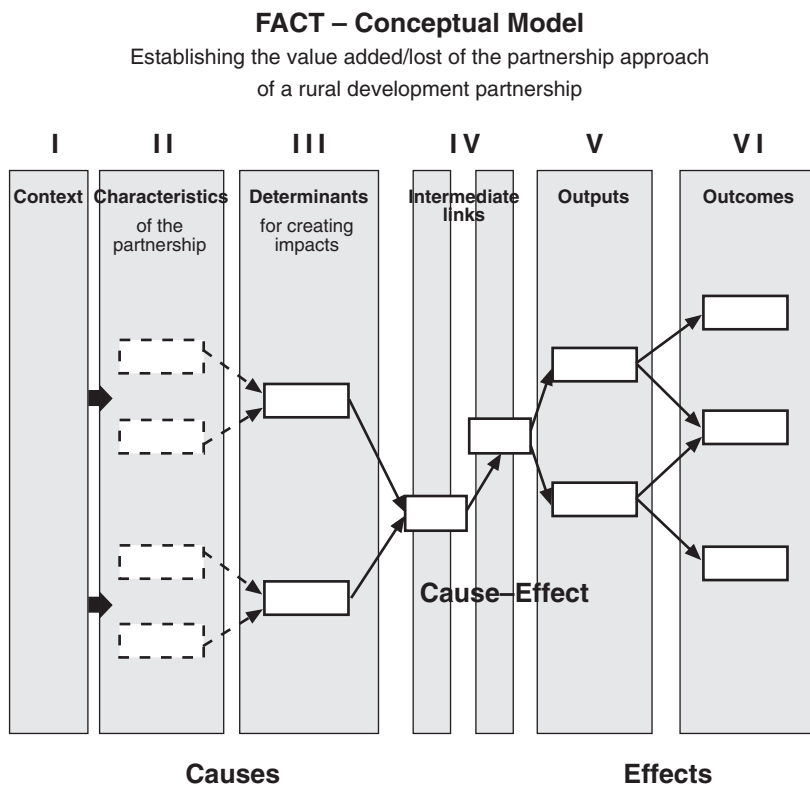 FACT – Conceptual Model
Establishing the value added/lost of the partnership approach
of a rural development partnership
I
II
III
IV
V
VI
Context
Characteristics
of the
partnership
Determinants
for creating
impacts
Intermediate
links
Outputs
Outcomes
Cause–Effect
Causes
Effects